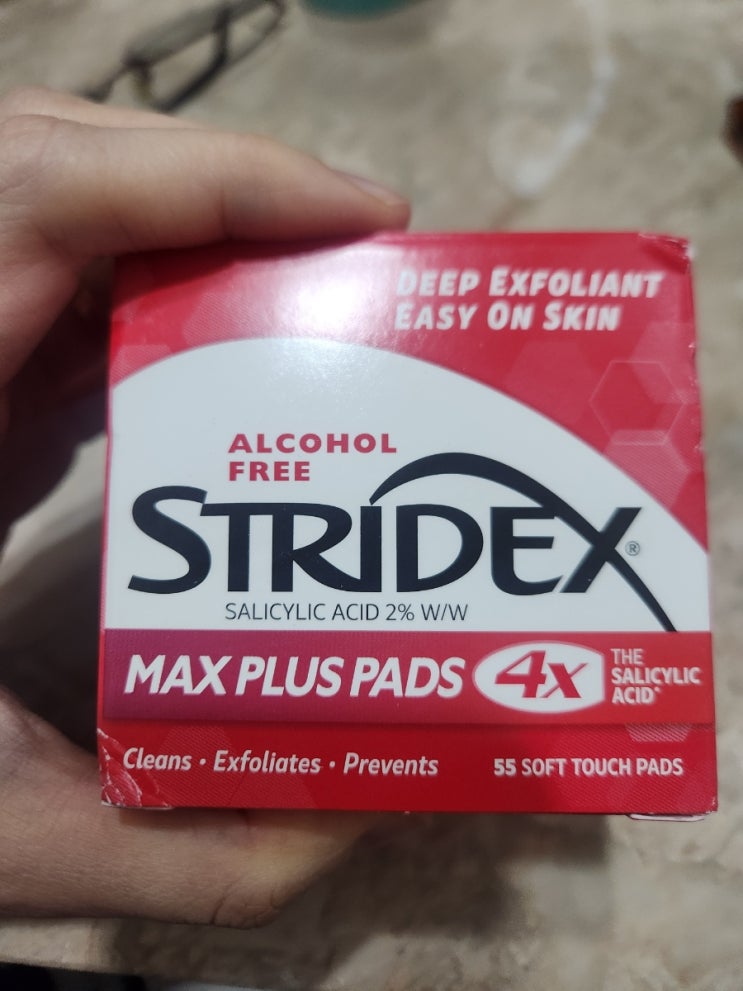 DEEP EXFOLIANT
EASY ON SKIN
ALCOHOL
FREE
STRIDEX®
SALICYLIC ACID 2% W/W
MAX PLUS PADS 4x
THE
SALICYLIC
ACID*
Cleans • Exfoliates • Prevents
55 SOFT TOUCH PADS